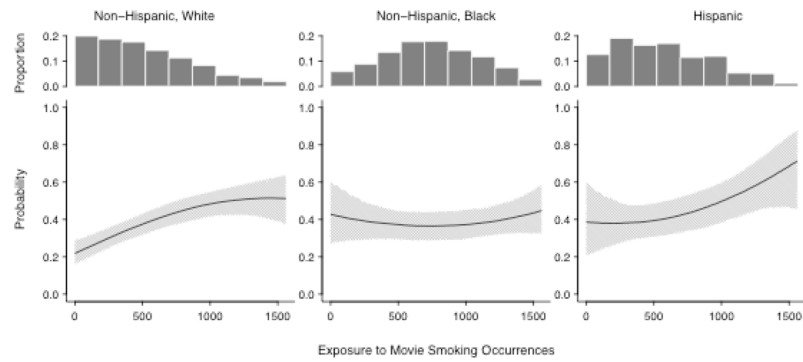 Non-Hispanic, White Non-Hispanic, Black Hispanic
Proportion
0.2 0.2 0.2
0.1 0.1 0.1
0.0 0.0 0.0
Probability
1.0 1.0 1.0
0.8 0.8 0.8
0.6 0.6 0.6
0.4 0.4 0.4
0.2 0.2 0.2
0.0 0.0 0.0
0 500 1000 1500 0 500 1000 1500 0 500 1000 1500
Exposure to Movie Smoking Occurrences